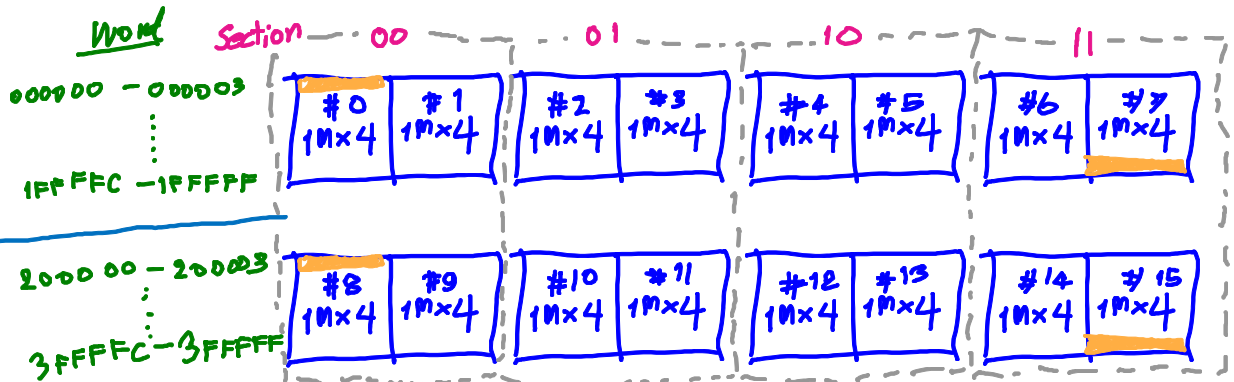 Word Section 00 01 10 11
000000 - 000003
#0 #1 #2 #3 #4 #5 #6 #7
1M×4 1M×4 1M×4 1M×4 1M×4 1M×4 1M×4 1M×4
1FFFFC - 1FFFFF
200000 - 200003
#8 #9 #10 #11 #12 #13 #14 #15
1M×4 1M×4 1M×4 1M×4 1M×4 1M×4 1M×4 1M×4
3FFFFC - 3FFFFF